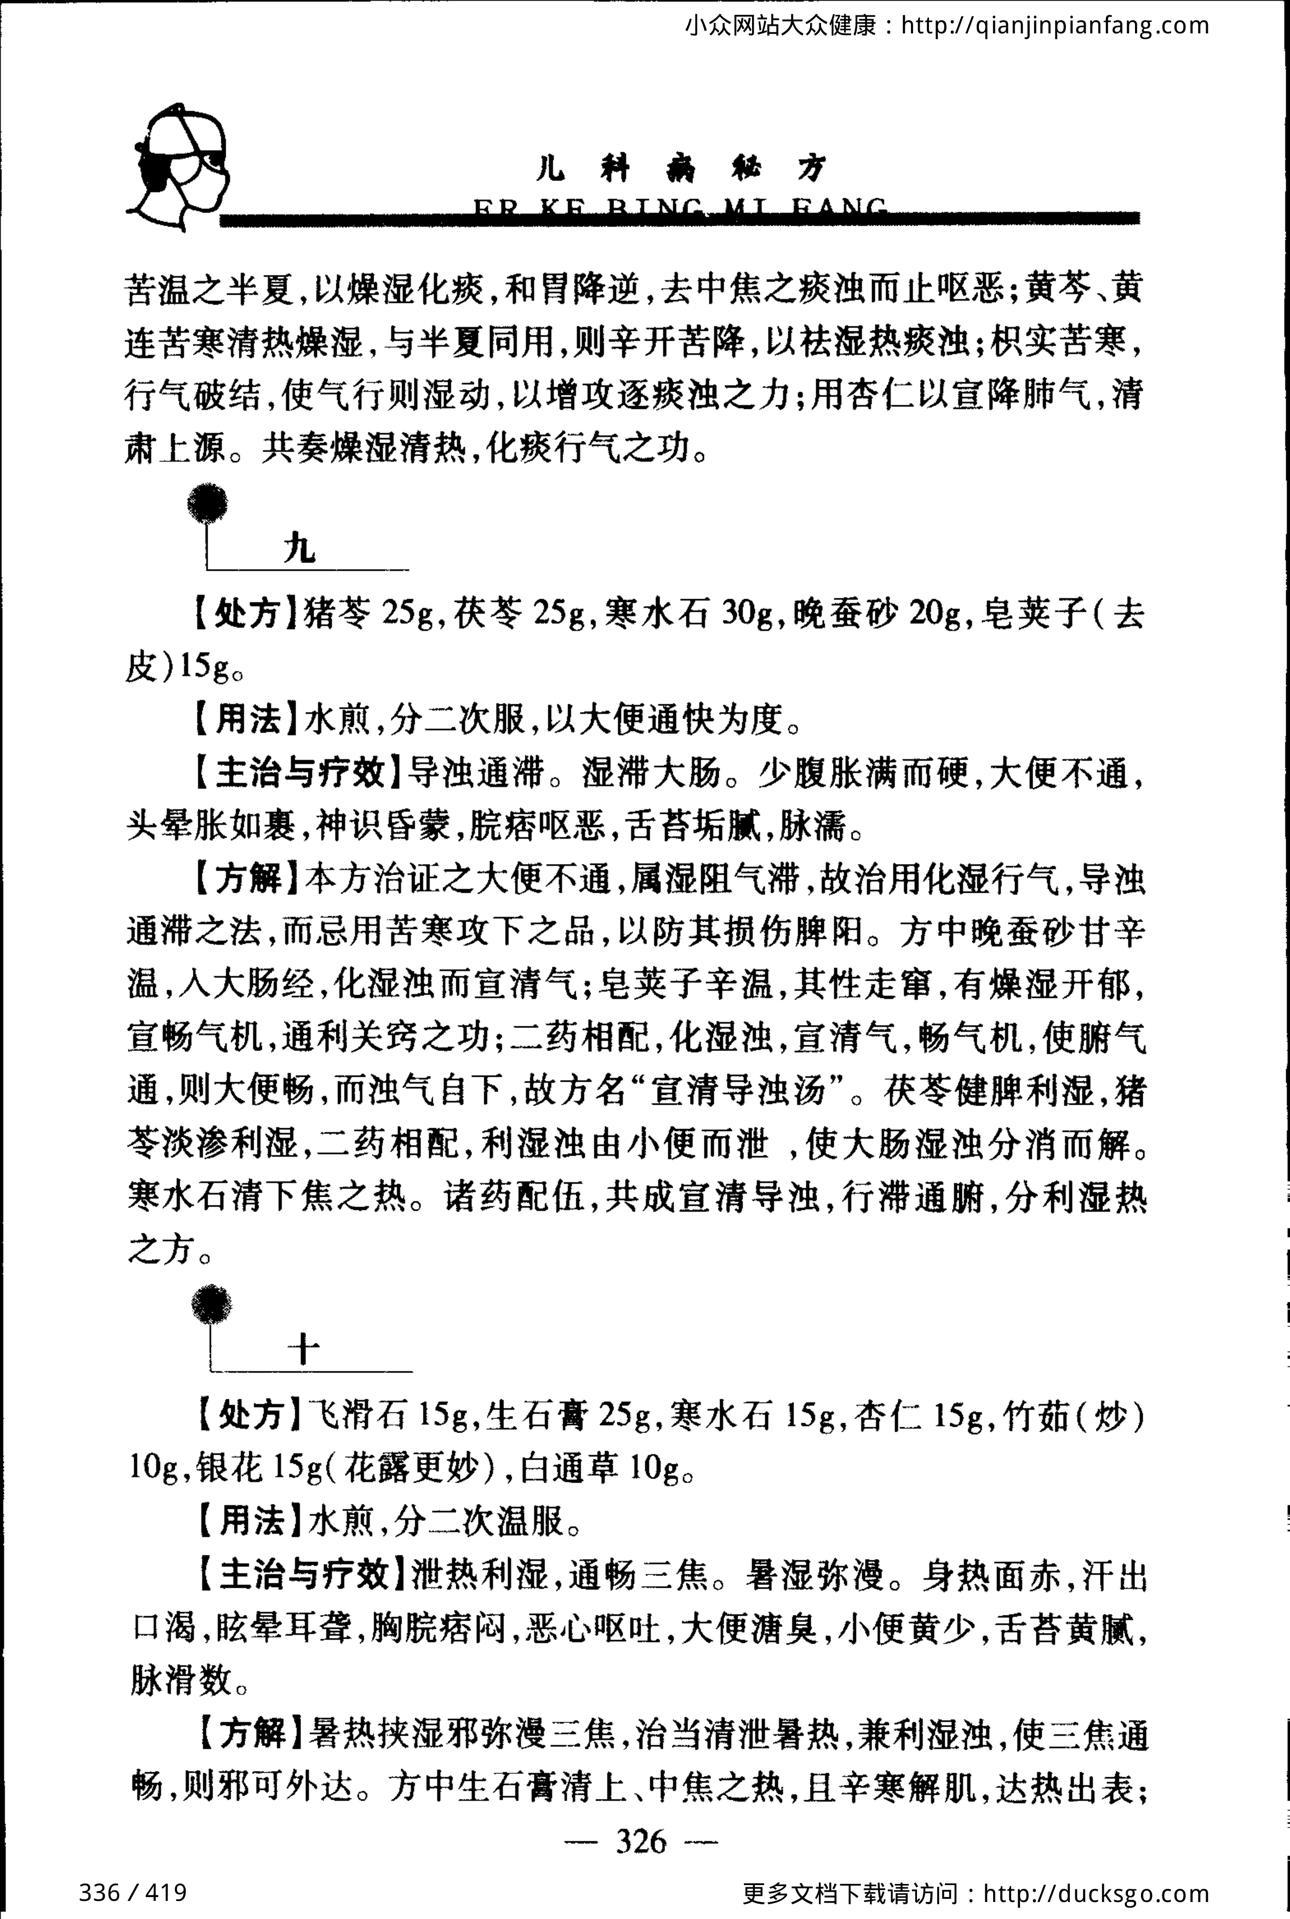 小众网站大众健康：http://qianjinpianfang.com
儿科病秘方
ER KE BING MI FANG
苦温之半夏,以燥湿化痰,和胃降逆,去中焦之痰浊而止呕恶;黄芩、黄
连苦寒清热燥湿,与半夏同用,则辛开苦降,以祛湿热痰浊;枳实苦寒,
行气破结,使气行则湿动,以增攻逐痰浊之力;用杏仁以宣降肺气,清
肃上源。共奏燥湿清热,化痰行气之功。
九
【处方】猪苓 25g,茯苓 25g,寒水石 30g,晚蚕砂 20g,皂荚子(去
皮)15g。
【用法】水煎,分二次服,以大便通快为度。
【主治与疗效】导浊通滞。湿滞大肠。少腹胀满而硬,大便不通,
头晕胀如裹,神识昏蒙,脘痞呕恶,舌苔垢腻,脉濡。
【方解】本方治证之大便不通,属湿阻气滞,故治用化湿行气,导浊
通滞之法,而忌用苦寒攻下之品,以防其损伤脾阳。方中晚蚕砂甘辛
温,入大肠经,化湿浊而宣清气;皂荚子辛温,其性走窜,有燥湿开郁,
宣畅气机,通利关窍之功;二药相配,化湿浊,宣清气,畅气机,使腑气
通,则大便畅,而浊气自下,故方名“宣清导浊汤”。茯苓健脾利湿,猪
苓淡渗利湿,二药相配,利湿浊由小便而泄 ,使大肠湿浊分消而解。
寒水石清下焦之热。诸药配伍,共成宣清导浊,行滞通腑,分利湿热
之方。
十
【处方】飞滑石 15g,生石膏 25g,寒水石 15g,杏仁 15g,竹茹(炒)
10g,银花 15g(花露更妙),白通草 10g。
【用法】水煎,分二次温服。
【主治与疗效】泄热利湿,通畅三焦。暑湿弥漫。身热面赤,汗出
口渴,眩晕耳聋,胸脘痞闷,恶心呕吐,大便溏臭,小便黄少,舌苔黄腻,
脉滑数。
【方解】暑热挟湿邪弥漫三焦,治当清泄暑热,兼利湿浊,使三焦通
畅,则邪可外达。方中生石膏清上、中焦之热,且辛寒解肌,达热出表;
— 326 —
336 / 419
更多文档下载请访问：http://ducksgo.com